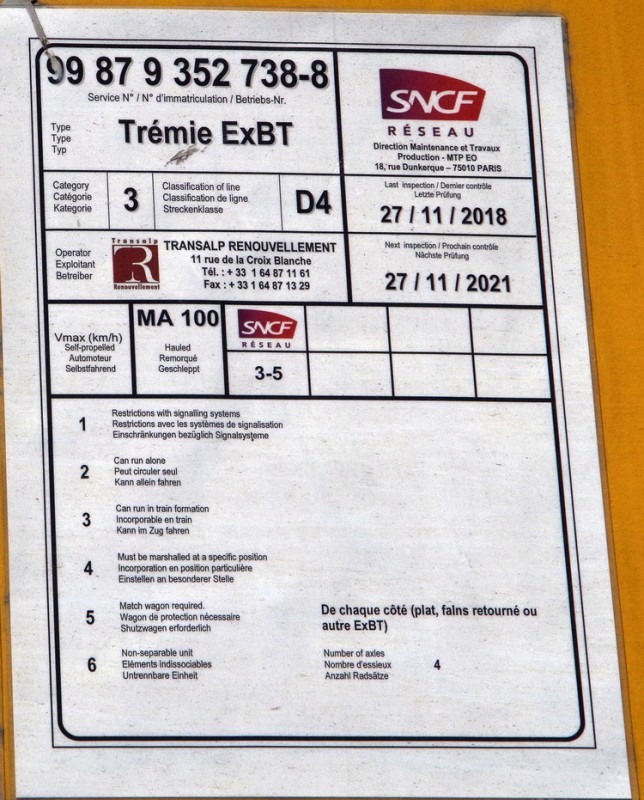 99 87 9 352 738-8
Service N° / N° d'immatriculation / Betriebs-Nr.
Type
Type
Typ
Trémie ExBT
SNCF
RÉSEAU
Direction Maintenance et Travaux
Production - MTP EO
18, rue Dunkerque – 75010 PARIS
Category
Catégorie
Kategorie
3
Classification of line
Classification de ligne
Streckenklasse
D4
Last inspection / Dernier contrôle
Letzte Prüfung
27 / 11 / 2018
Operator
Exploitant
Betreiber
Transalp
R
Renouvellement
TRANSALP RENOUVELLEMENT
11 rue de la Croix Blanche
Tél. : + 33 1 64 87 11 61
Fax : + 33 1 64 87 13 29
Next inspection / Prochain contrôle
Nächste Prüfung
27 / 11 / 2021
Vmax (km/h)
Self-propelled
Automoteur
Selbstfahrend
MA 100
Hauled
Remorqué
Geschleppt
SNCF
RÉSEAU
3-5
1
Restrictions with signalling systems
Restrictions avec les systèmes de signalisation
Einschränkungen bezüglich Signalsysteme
2
Can run alone
Peut circuler seul
Kann allein fahren
3
Can run in train formation
Incorporable en train
Kann im Zug fahren
4
Must be marshalled at a specific position
Incorporation en position particulière
Einstellen an besonderer Stelle
5
Match wagon required.
Wagon de protection nécessaire
Shutzwagen erforderlich
De chaque côté (plat, fains retourné ou
autre ExBT)
6
Non-separable unit
Eléments indissociables
Untrennbare Einheit
Number of axles
Nombre d'essieux
Anzahl Radsätze
4